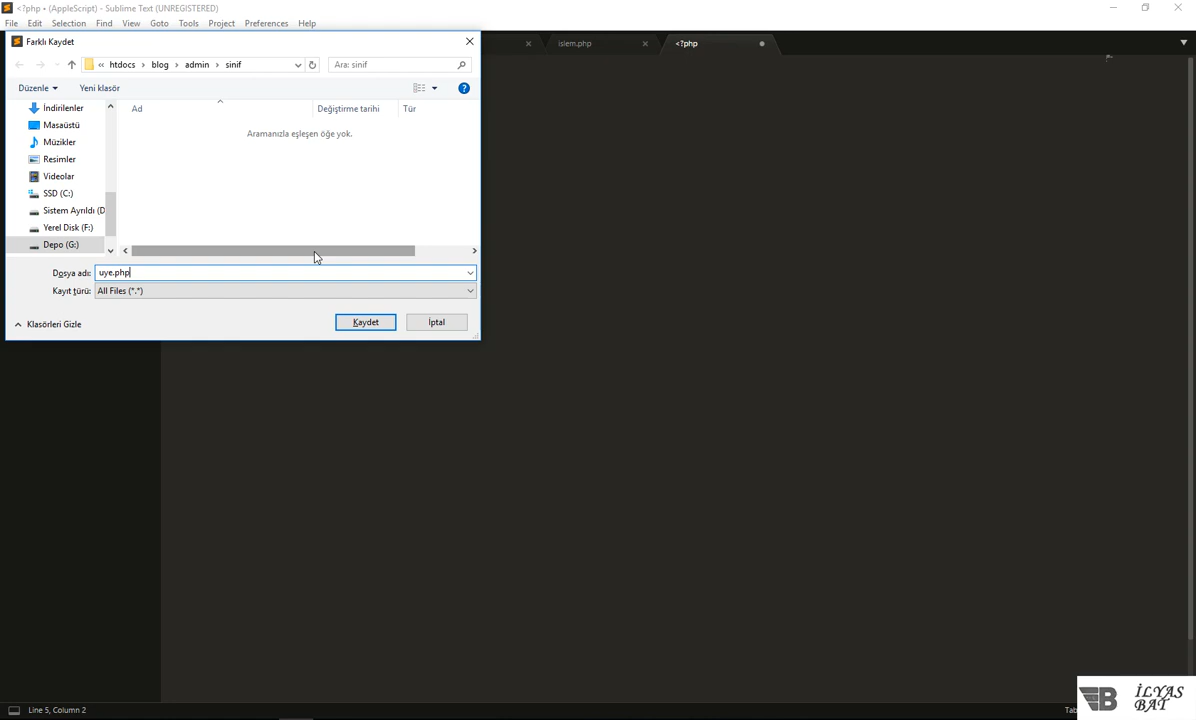 <?php • (AppleScript) - Sublime Text (UNREGISTERED)
File Edit Selection Find View Goto Tools Project Preferences Help
Farklı Kaydet
islem.php
<?php
« htdocs › blog › admin › sinif
Ara: sinif
Düzenle
Yeni klasör
Ad
Değiştirme tarihi
Tür
İndirilenler
Masaüstü
Müzikler
Resimler
Videolar
SSD (C:)
Sistem Ayrıldı (D
Yerel Disk (F:)
Depo (G:)
Aramanızla eşleşen öğe yok.
Dosya adı: uye.php
Kayıt türü: All Files (*.*)
Klasörleri Gizle
Kaydet
İptal
Line 5, Column 2
Tab
İLYAS
BAT